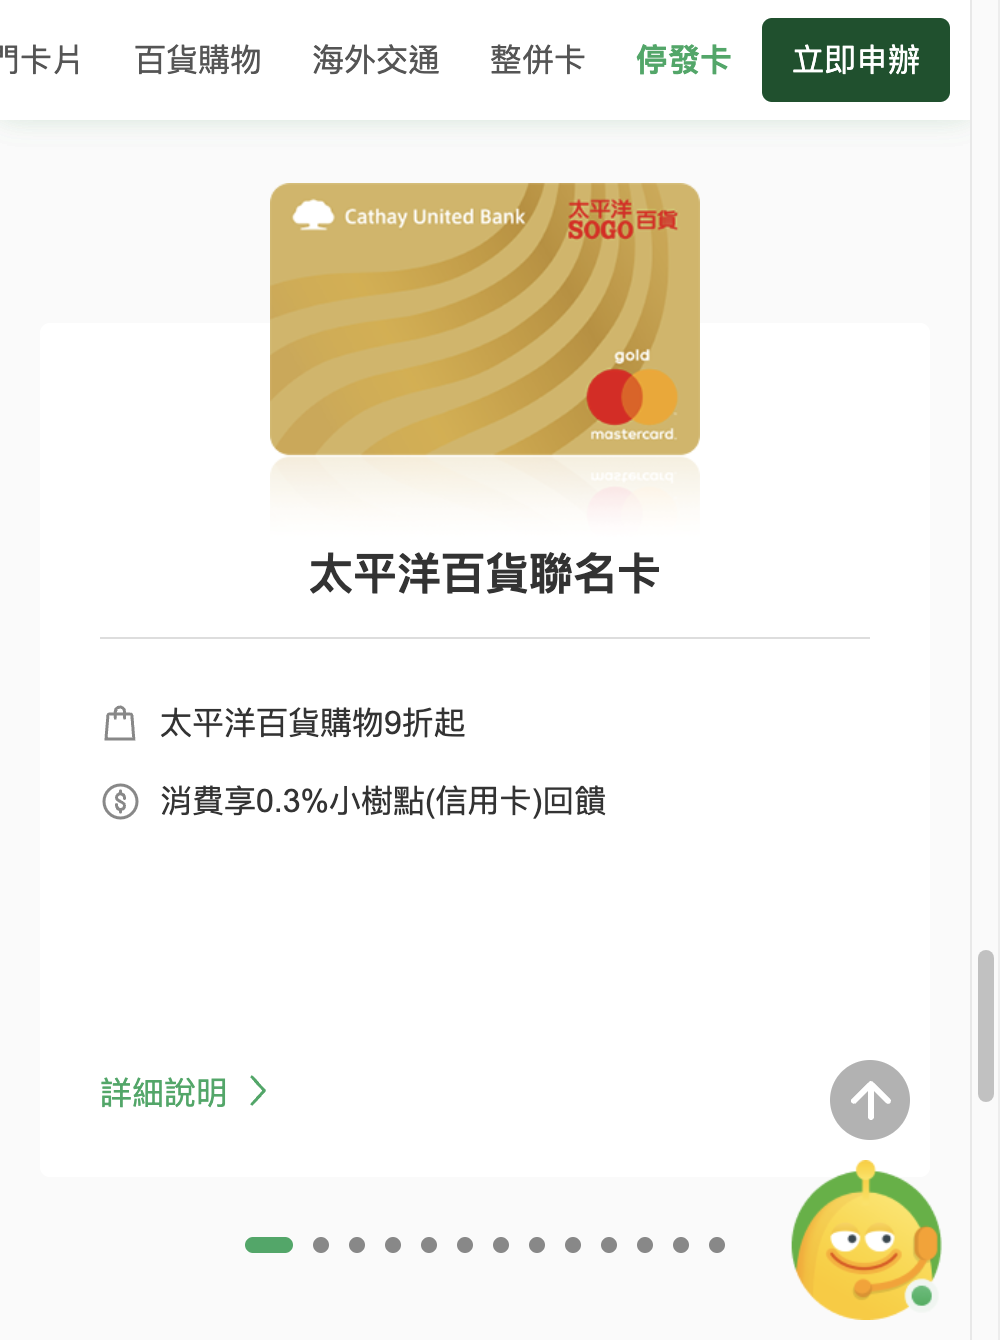 門卡片 百貨購物 海外交通 整併卡 停發卡 立即申辦
Cathay United Bank
太平洋
SOGO 百貨
gold
mastercard.
太平洋百貨聯名卡
太平洋百貨購物9折起
消費享0.3%小樹點(信用卡)回饋
詳細說明